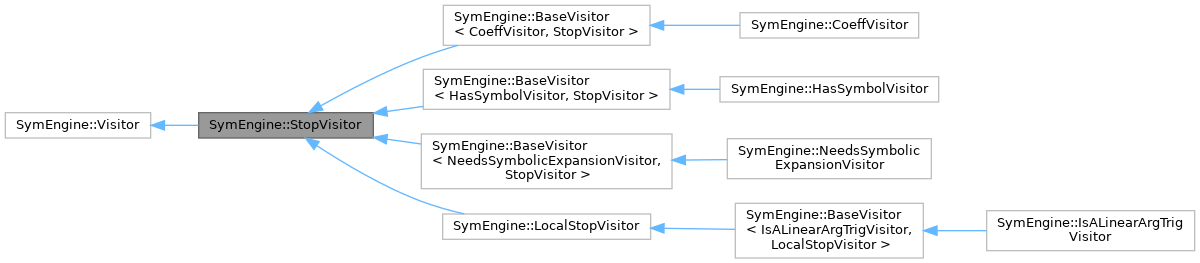 SymEngine::Visitor
SymEngine::StopVisitor
SymEngine::BaseVisitor
< CoeffVisitor, StopVisitor >
SymEngine::CoeffVisitor
SymEngine::BaseVisitor
< HasSymbolVisitor, StopVisitor >
SymEngine::HasSymbolVisitor
SymEngine::BaseVisitor
< NeedsSymbolicExpansionVisitor,
StopVisitor >
SymEngine::NeedsSymbolic
ExpansionVisitor
SymEngine::LocalStopVisitor
SymEngine::BaseVisitor
< IsALinearArgTrigVisitor,
LocalStopVisitor >
SymEngine::IsALinearArgTrig
Visitor